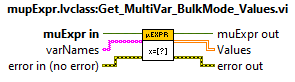 mupExpr.lvclass:Get_MultiVar_BulkMode_Values.vi
muExpr in
µEXPR
muExpr out
varNames
x=[?]
Values
error in (no error)
error out